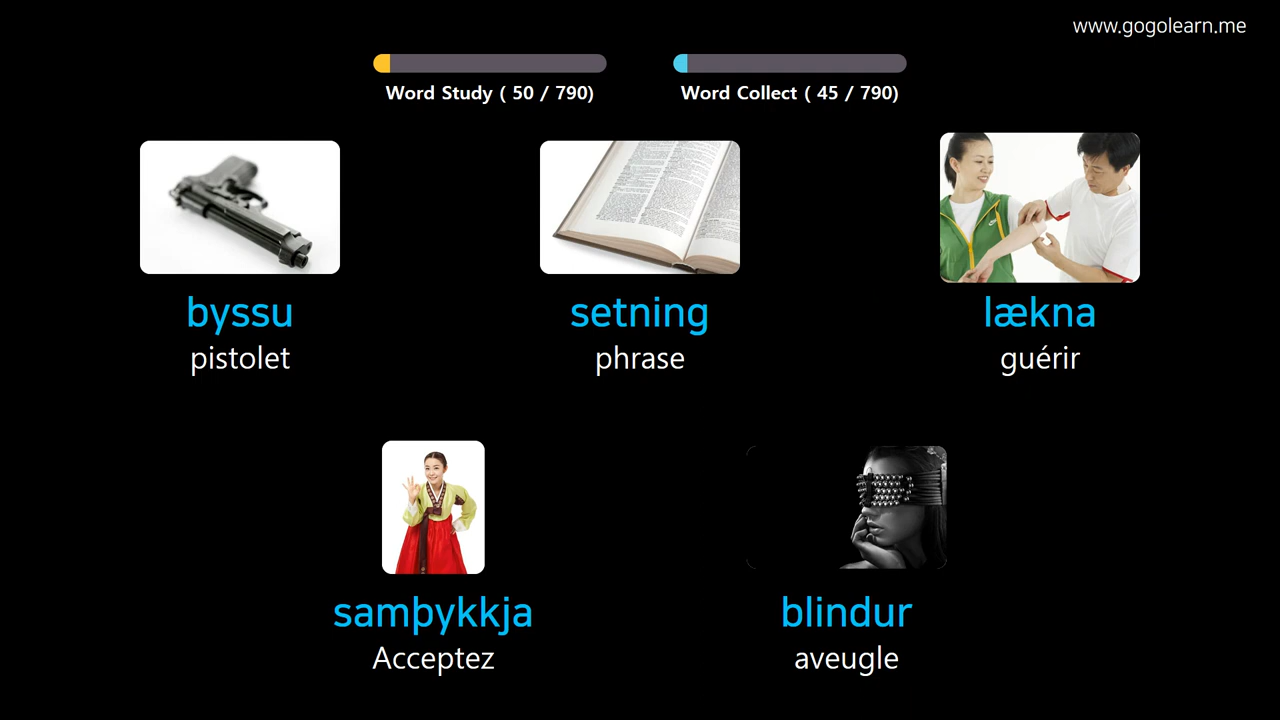 www.gogolearn.me
Word Study ( 50 / 790)
Word Collect ( 45 / 790)
byssu
pistolet
setning
phrase
lækna
guérir
samþykkja
Acceptez
blindur
aveugle